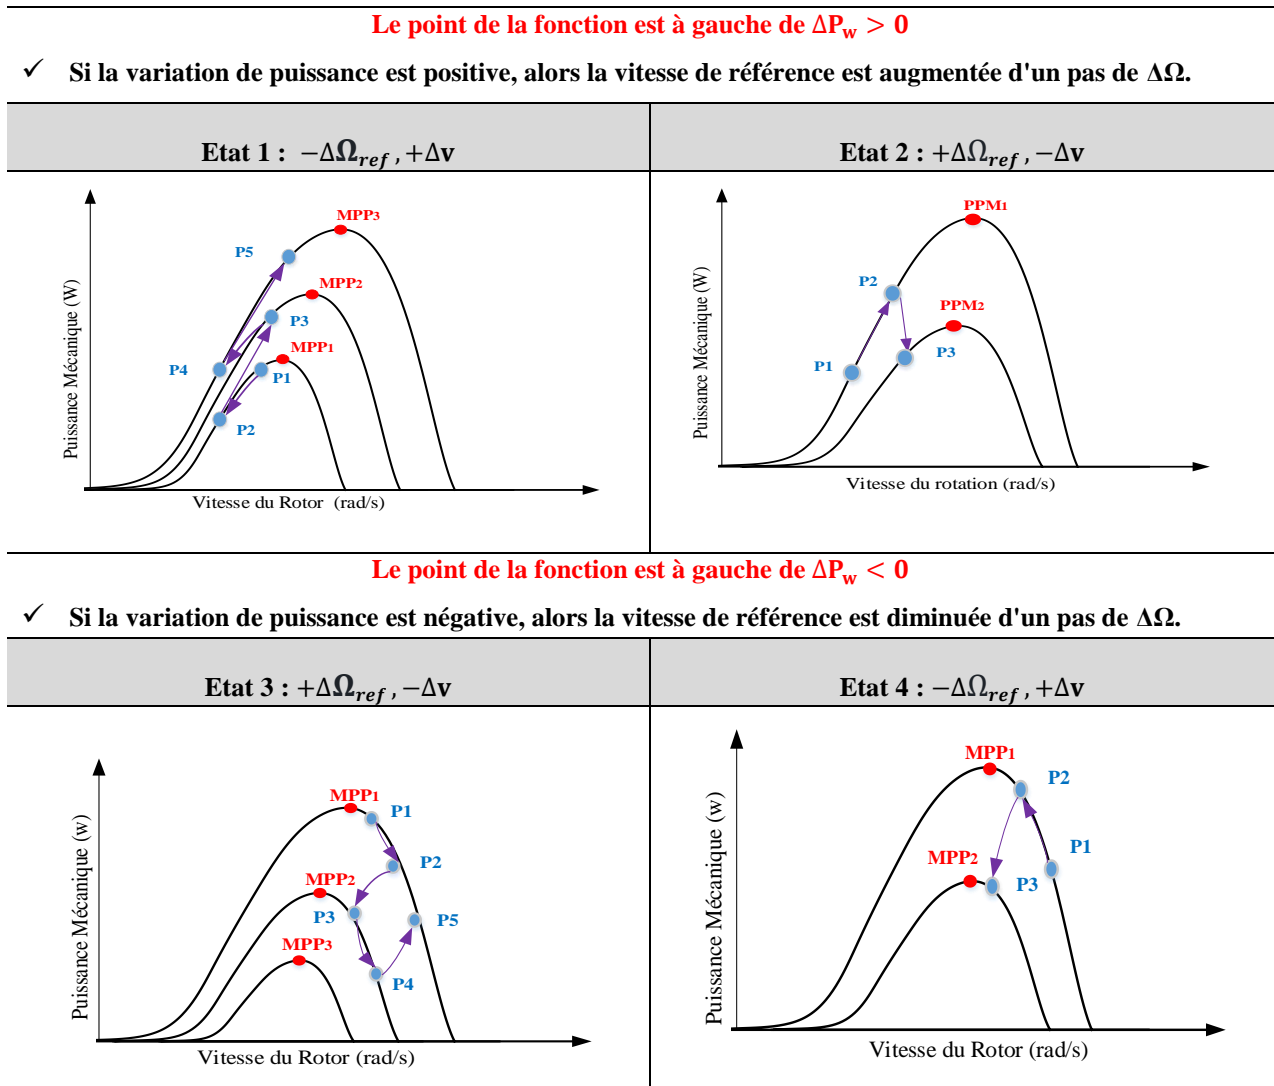 Le point de la fonction est à gauche de ΔP_w > 0
✓ Si la variation de puissance est positive, alors la vitesse de référence est augmentée d'un pas de ΔΩ.
Etat 1 : −ΔΩ_ref , +Δv
Etat 2 : +ΔΩ_ref , −Δv
Puissance Mécanique (W)
MPP3
P5
MPP2
P3
MPP1
P4
P1
P2
Vitesse du Rotor (rad/s)
Puissance Mécanique (W)
PPM1
P2
PPM2
P3
P1
Vitesse du rotation (rad/s)
Le point de la fonction est à gauche de ΔP_w < 0
✓ Si la variation de puissance est négative, alors la vitesse de référence est diminuée d'un pas de ΔΩ.
Etat 3 : +ΔΩ_ref , −Δv
Etat 4 : −ΔΩ_ref , +Δv
Puissance Mécanique (w)
MPP1
P1
P2
MPP2
P3
P5
MPP3
P4
Vitesse du Rotor (rad/s)
Puissance Mécanique (w)
MPP1
P2
P1
MPP2
P3
Vitesse du Rotor (rad/s)